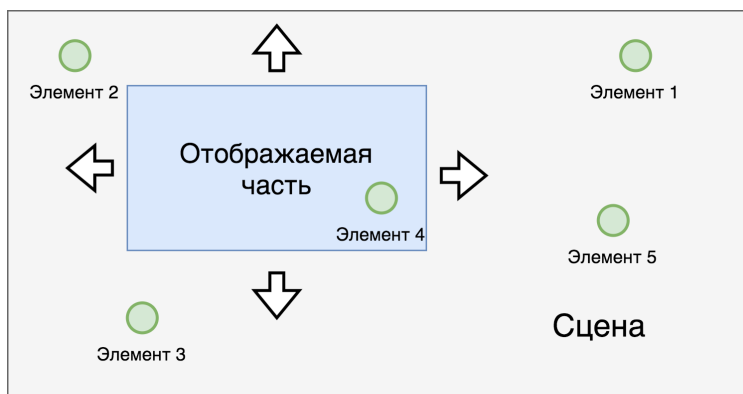 Элемент 2
Элемент 1
Отображаемая
часть
Элемент 4
Элемент 5
Элемент 3
Сцена